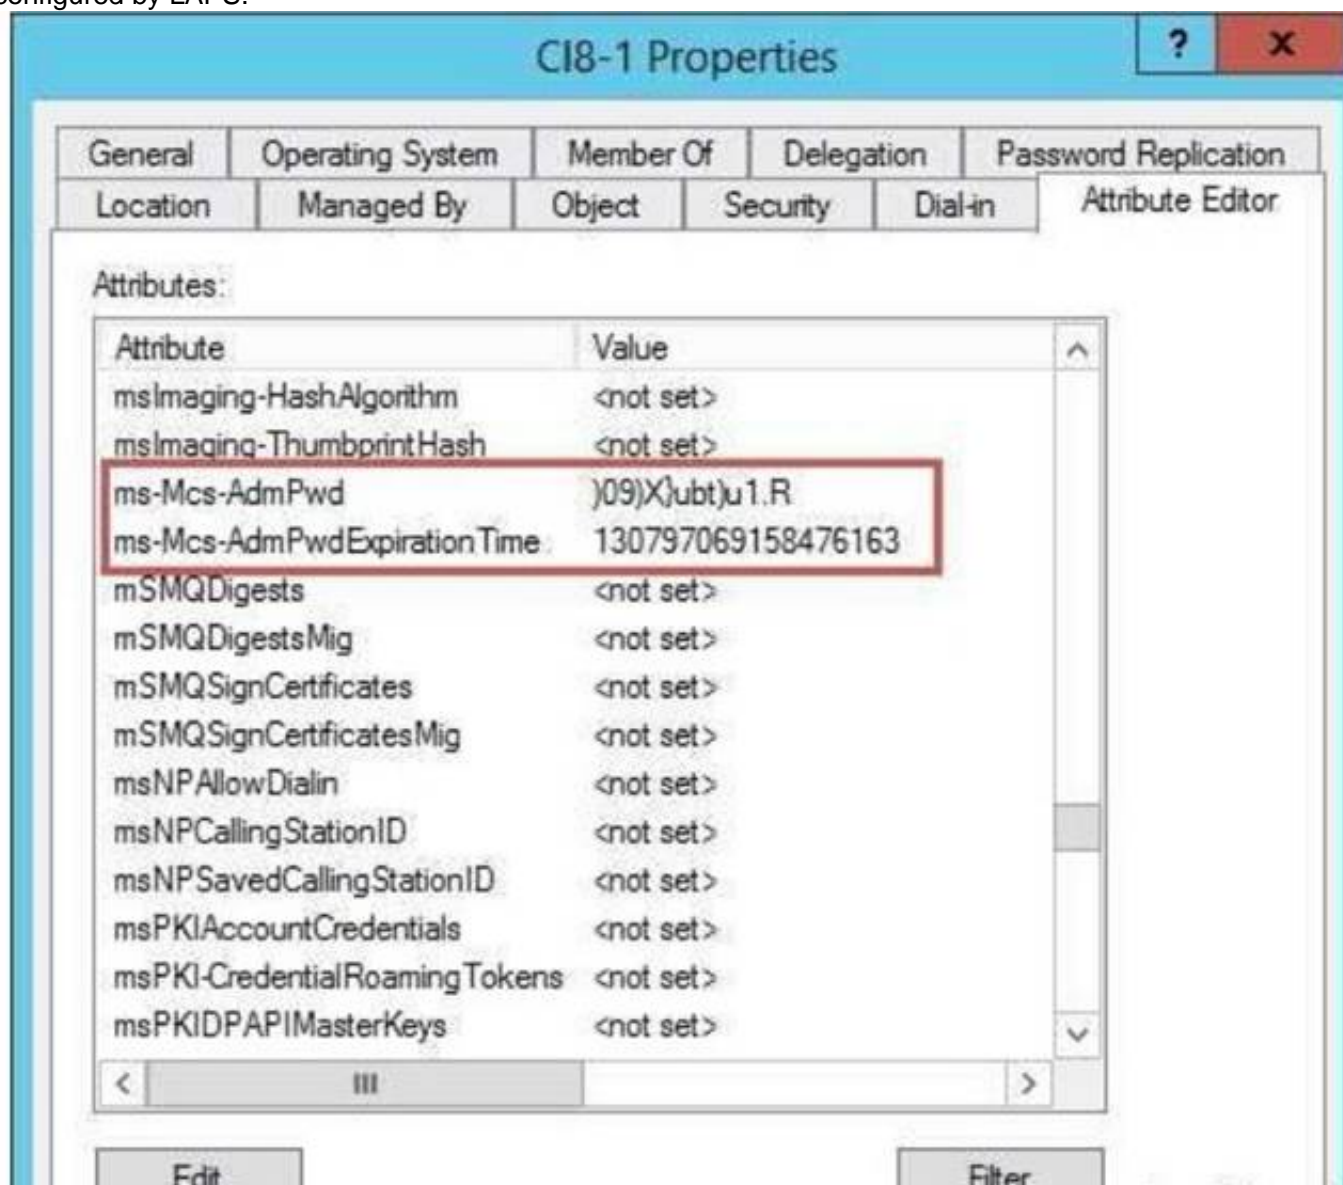 configured by LAPS.
CI8-1 Properties ? x
General Operating System Member Of Delegation Password Replication
Location Managed By Object Security Dial-in Attribute Editor
Attributes:
Attribute Value
msImaging-HashAlgorithm <not set>
msImaging-ThumbprintHash <not set>
ms-Mcs-AdmPwd )09)X}ubt)u1.R
ms-Mcs-AdmPwdExpirationTime 130797069158476163
mSMQDigests <not set>
mSMQDigestsMig <not set>
mSMQSignCertificates <not set>
mSMQSignCertificatesMig <not set>
msNPAllowDialin <not set>
msNPCallingStationID <not set>
msNPSavedCallingStationID <not set>
msPKIAccountCredentials <not set>
msPKI-CredentialRoamingTokens <not set>
msPKIDPAPIMasterKeys <not set>
Edit Filter